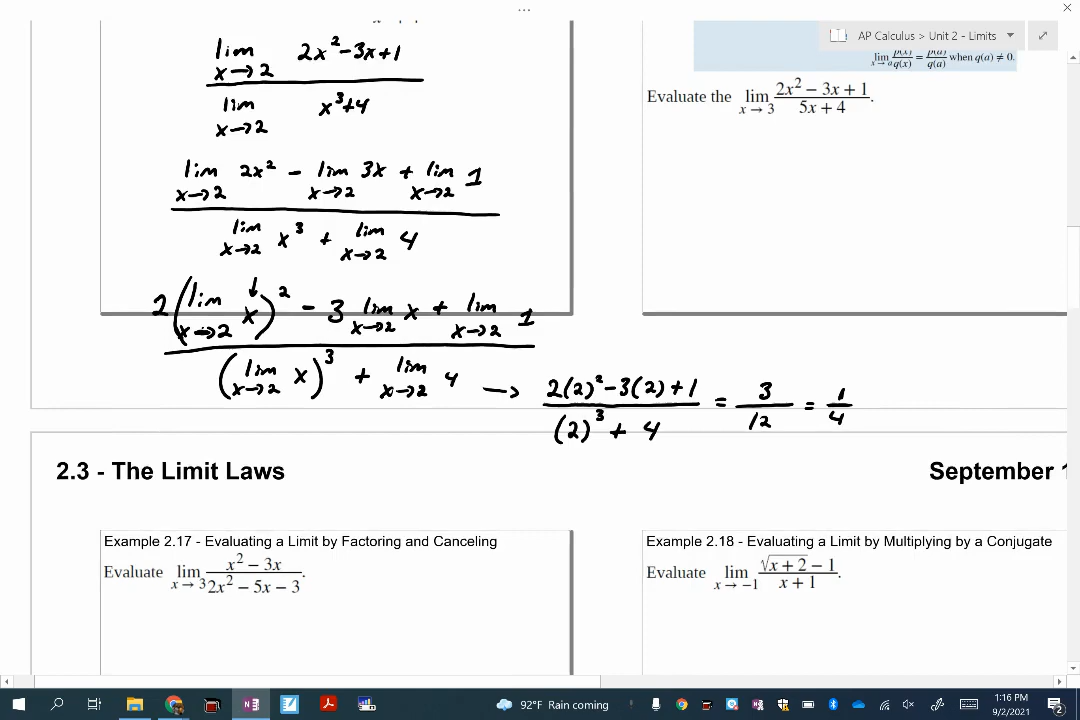 ...
AP Calculus > Unit 2 - Limits
lim x→2 2x² - 3x + 1
lim x→2 x³ + 4
lim x→2 2x² - lim x→2 3x + lim x→2 1
lim x→2 x³ + lim x→2 4
2(lim x→2 x)² - 3 lim x→2 x + lim x→2 1
(lim x→2 x)³ + lim x→2 4 → 2(2)² - 3(2) + 1 / (2)³ + 4 = 3/12 = 1/4
lim x→a p(x)/q(x) = p(a)/q(a) when q(a) ≠ 0.
Evaluate the lim x→3 2x² − 3x + 1 / 5x + 4.
2.3 - The Limit Laws
September 1
Example 2.17 - Evaluating a Limit by Factoring and Canceling
Evaluate lim x→3 x² − 3x / 2x² − 5x − 3.
Example 2.18 - Evaluating a Limit by Multiplying by a Conjugate
Evaluate lim x→−1 √x + 2 − 1 / x + 1.
92°F Rain coming
1:16 PM
9/2/2021
2